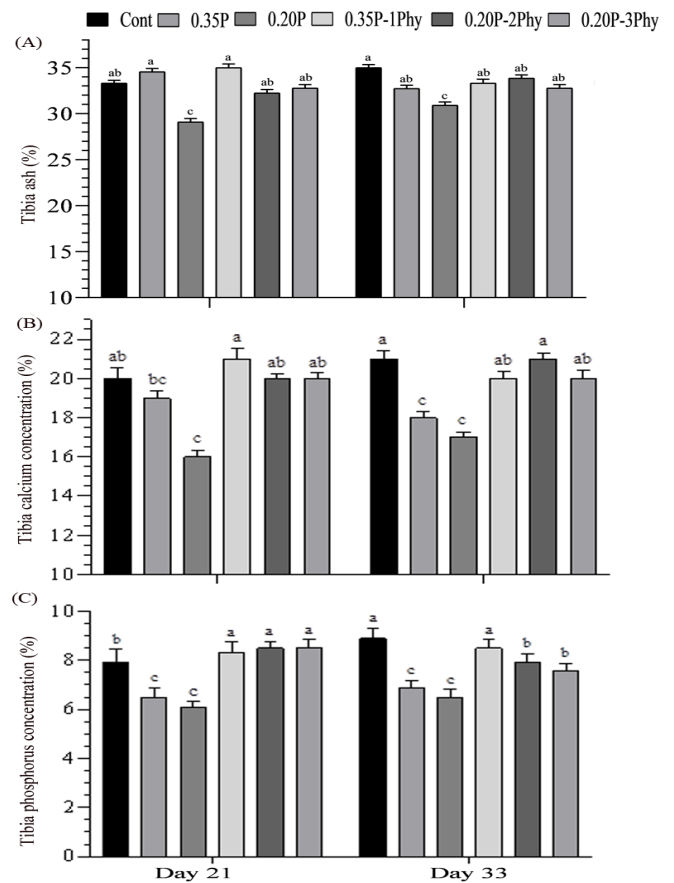 Cont 0.35P 0.20P 0.35P-1Phy 0.20P-2Phy 0.20P-3Phy
(A)
Tibia ash (%)
35
30
25
20
15
10
ab a c a ab ab a ab c ab ab ab
(B)
Tibia calcium concentration (%)
22
20
18
16
14
12
10
ab bc c a ab ab a c c ab a ab
(C)
Tibia phosphorus concentration (%)
10
8
6
4
2
0
b c c a a a a c c a b b
Day 21 Day 33